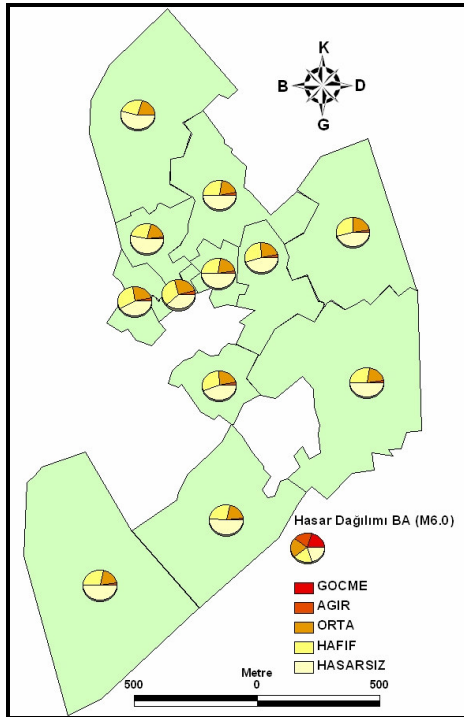 K
B D
G
Hasar Dağılımı BA (M6.0)
GOCME
AGIR
ORTA
HAFIF
HASARSIZ
Metre
500 0 500